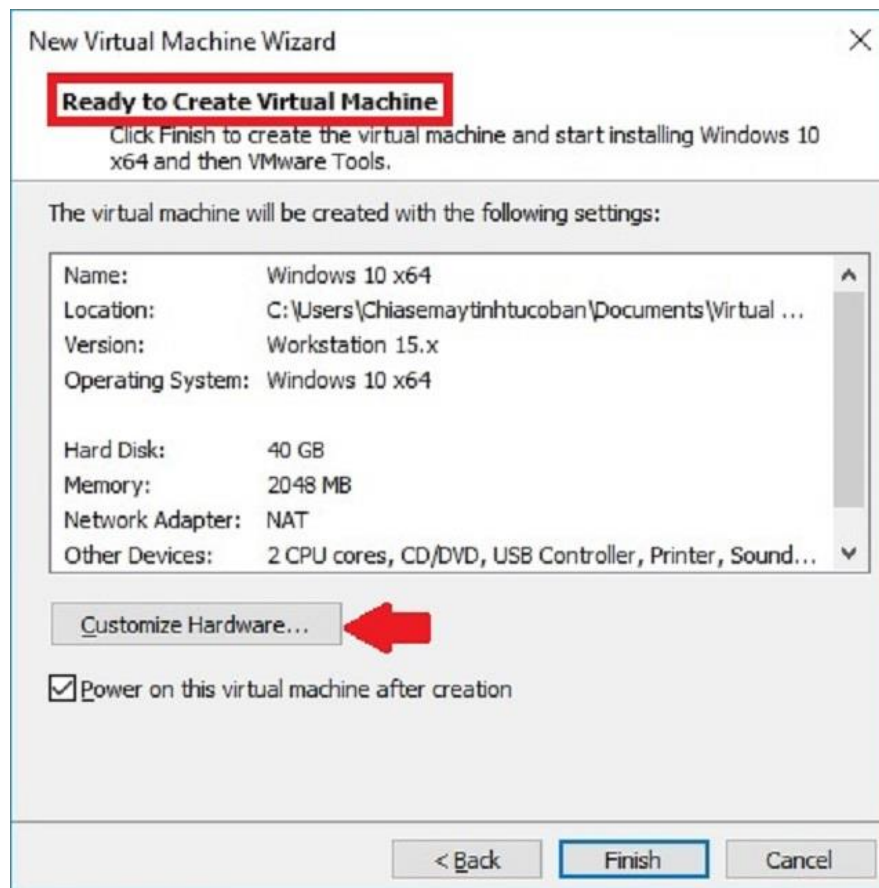 New Virtual Machine Wizard
Ready to Create Virtual Machine
Click Finish to create the virtual machine and start installing Windows 10
x64 and then VMware Tools.
The virtual machine will be created with the following settings:
Name: Windows 10 x64
Location: C:\Users\Chiasemaytinhtucoban\Documents\Virtual ...
Version: Workstation 15.x
Operating System: Windows 10 x64
Hard Disk: 40 GB
Memory: 2048 MB
Network Adapter: NAT
Other Devices: 2 CPU cores, CD/DVD, USB Controller, Printer, Sound...
Customize Hardware...
Power on this virtual machine after creation
< Back Finish Cancel